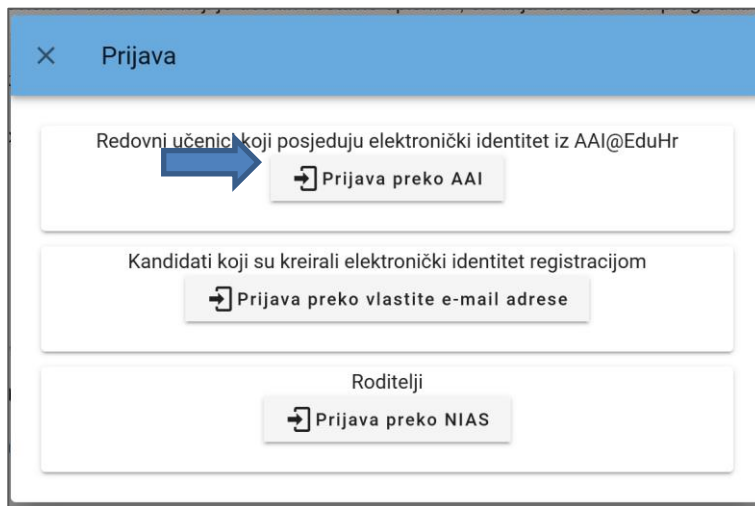 Prijava
Redovni učenici koji posjeduju elektronički identitet iz AAI@EduHr
Prijava preko AAI
Kandidati koji su kreirali elektronički identitet registracijom
Prijava preko vlastite e-mail adrese
Roditelji
Prijava preko NIAS